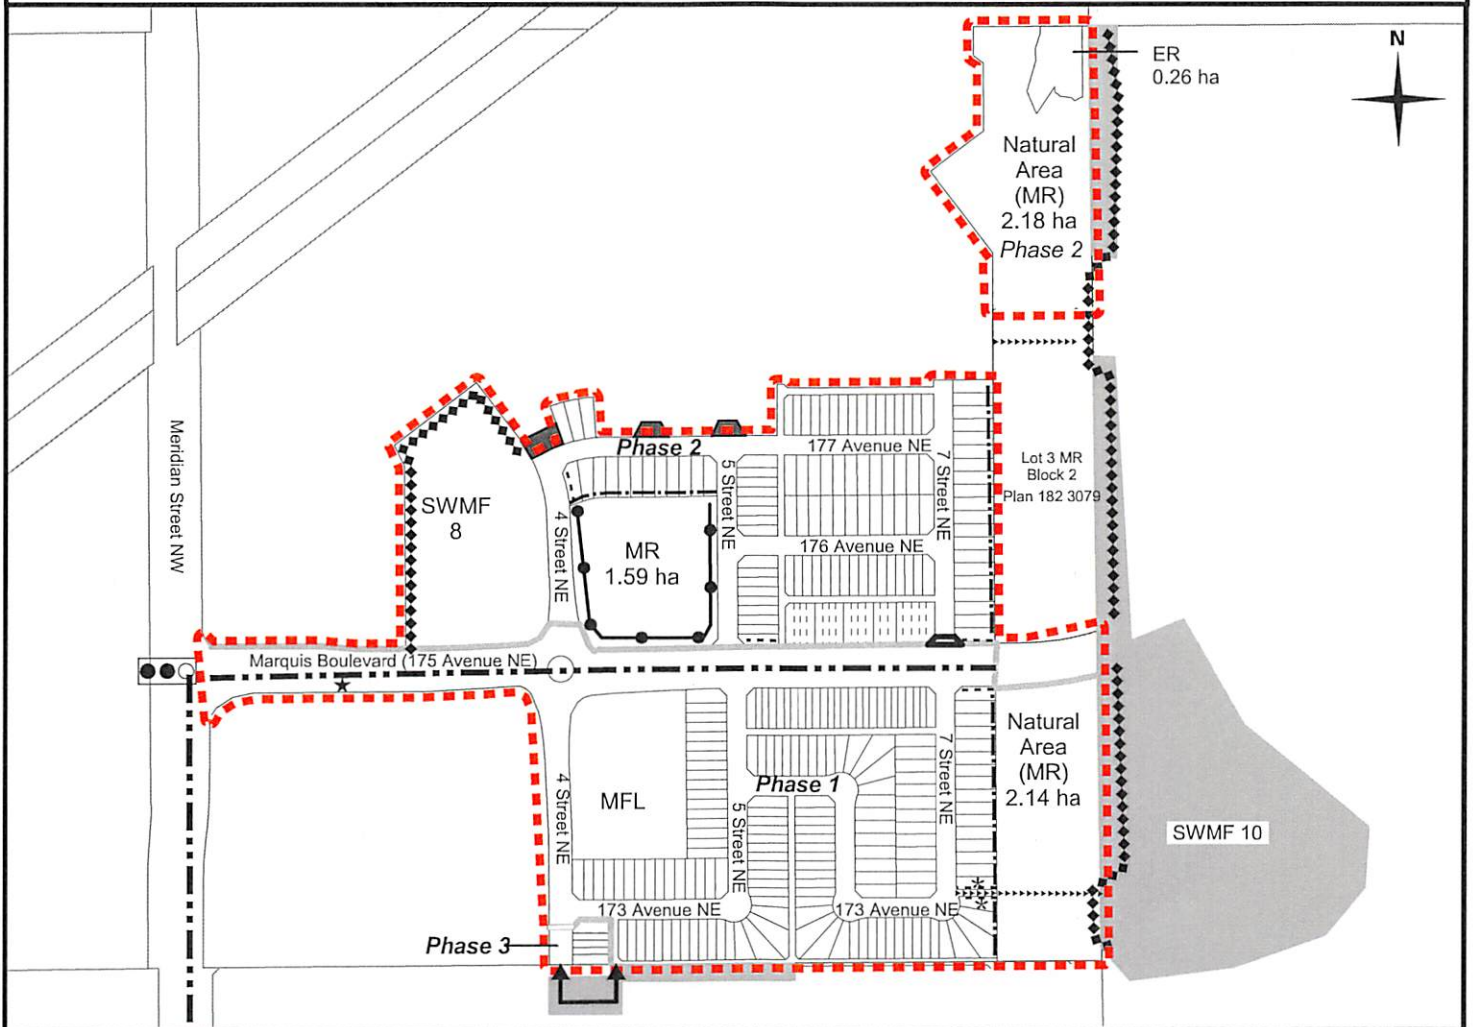 N
ER
0.26 ha
Natural
Area
(MR)
2.18 ha
Phase 2
Meridian Street NW
Phase 2
177 Avenue NE
5 Street NE
7 Street NE
Lot 3 MR
Block 2
Plan 182 3079
SWMF
8
4 Street NE
MR
1.59 ha
176 Avenue NE
Marquis Boulevard (175 Avenue NE)
Natural
Area
(MR)
2.14 ha
7 Street NE
Phase 1
4 Street NE
MFL
5 Street NE
SWMF 10
173 Avenue NE
173 Avenue NE
Phase 3